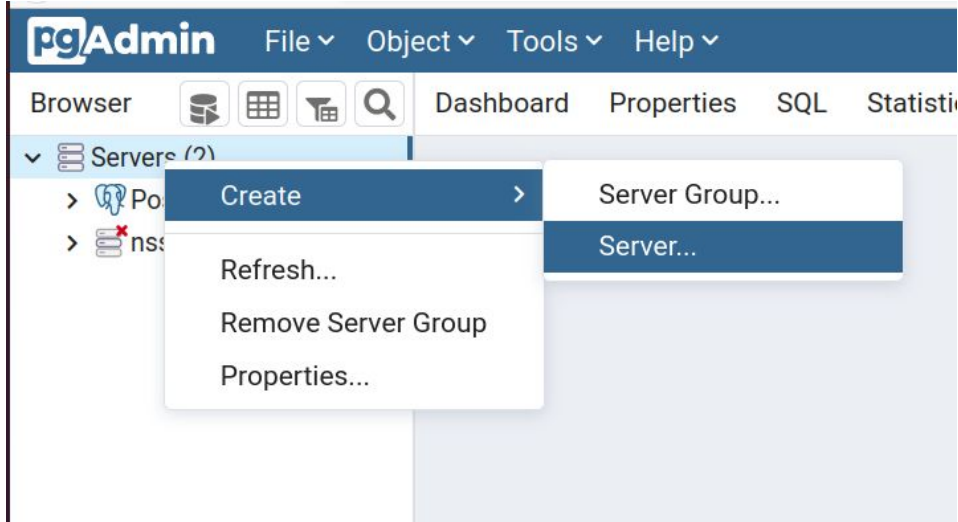 pgAdmin File Object Tools Help
Browser Dashboard Properties SQL
Servers (2)
Create
Server Group...
Server...
Refresh...
Remove Server Group
Properties...